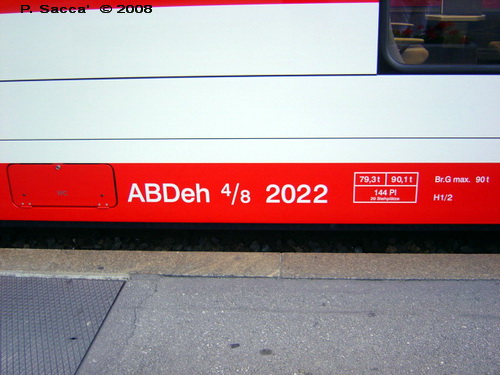 P. Sacca' © 2008
ABDeh 4/8 2022
79,3t 90,1t
144 Pl
Br.G max. 90t
H1/2